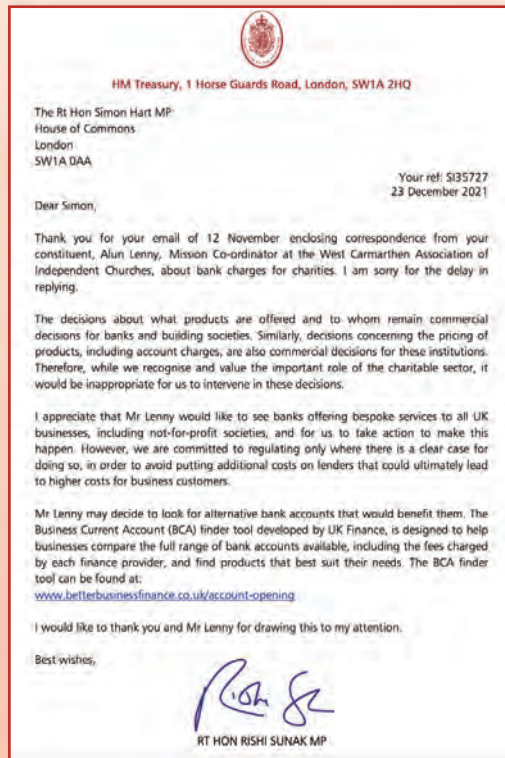 HM Treasury, 1 Horse Guards Road, London, SW1A 2HQ
The Rt Hon Simon Hart MP
House of Commons
London
SW1A 0AA
Your ref: SI35727
23 December 2021
Dear Simon,
Thank you for your email of 12 November enclosing correspondence from your
constituent, Alun Lenny, Mission Co-ordinator at the West Carmarthen Association of
Independent Churches, about bank charges for charities. I am sorry for the delay in
replying.
The decisions about what products are offered and to whom remain commercial
decisions for banks and building societies. Similarly, decisions concerning the pricing of
products, including account charges, are also commercial decisions for these institutions.
Therefore, while we recognise and value the important role of the charitable sector, it
would be inappropriate for us to intervene in these decisions.
I appreciate that Mr Lenny would like to see banks offering bespoke services to all UK
businesses, including not-for-profit societies, and for us to take action to make this
happen. However, we are committed to regulating only where there is a clear case for
doing so, in order to avoid putting additional costs on lenders that could ultimately lead
to higher costs for business customers.
Mr Lenny may decide to look for alternative bank accounts that would benefit them. The
Business Current Account (BCA) finder tool developed by UK Finance, is designed to help
businesses compare the full range of bank accounts available, including the fees charged
by each finance provider, and find products that best suit their needs. The BCA finder
tool can be found at:
www.betterbusinessfinance.co.uk/account-opening
I would like to thank you and Mr Lenny for drawing this to my attention.
Best wishes,
RT HON RISHI SUNAK MP